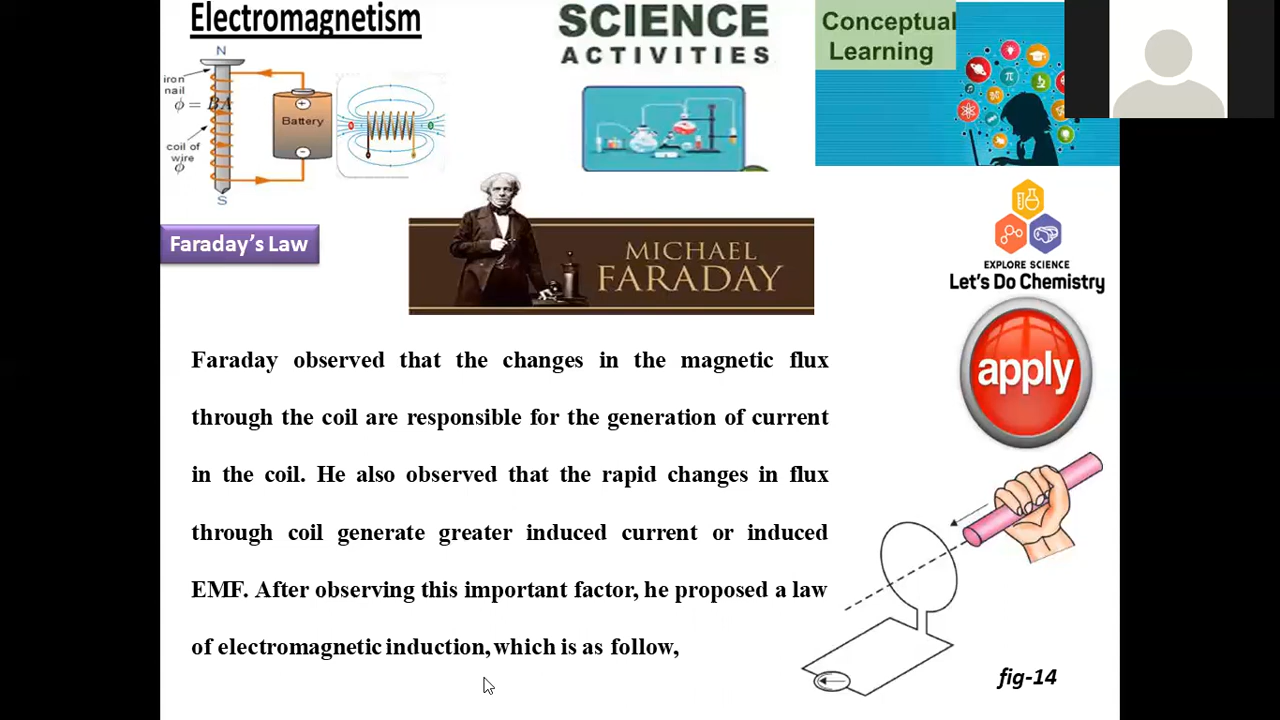 Electromagnetism
SCIENCE
ACTIVITIES
Conceptual
Learning
N
iron
nail
ϕ = BA
Battery
coil of
wire
ϕ
S
Faraday's Law
MICHAEL
FARADAY
EXPLORE SCIENCE
Let's Do Chemistry
apply
Faraday observed that the changes in the magnetic flux
through the coil are responsible for the generation of current
in the coil. He also observed that the rapid changes in flux
through coil generate greater induced current or induced
EMF. After observing this important factor, he proposed a law
of electromagnetic induction, which is as follow,
fig-14